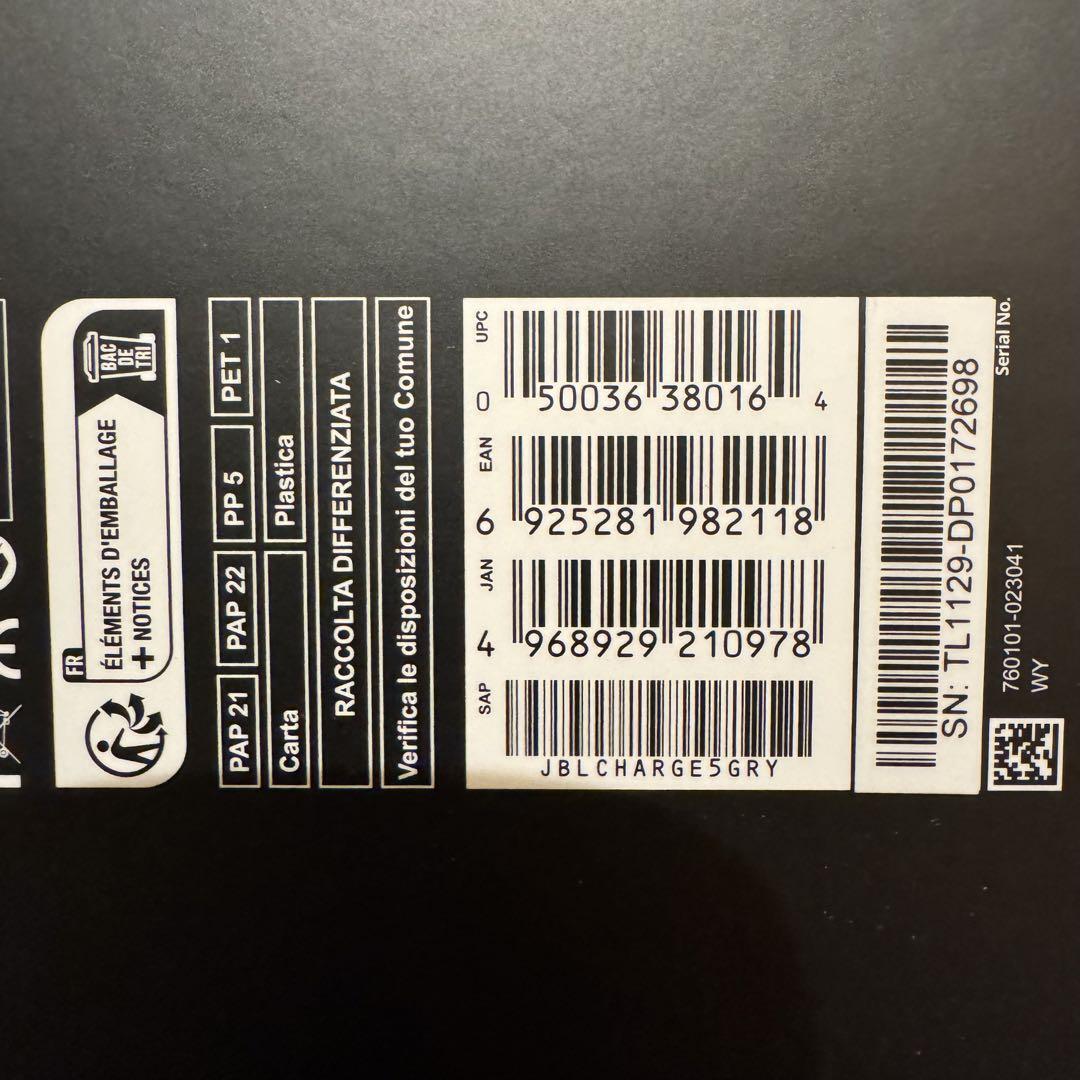 BAC
DE
TRI
FR
ÉLÉMENTS D'EMBALLAGE
+ NOTICES
PAP 21
PAP 22
PP 5
PET 1
Carta
Plastica
RACCOLTA DIFFERENZIATA
Verifica le disposizioni del tuo Comune
UPC
0 50036 38016 4
EAN
6 925281 982118
JAN
4 968929 210978
SAP
JBLCHARGE5GRY
SN: TL1129-DP0172698
Serial No.
760101-023041
WY